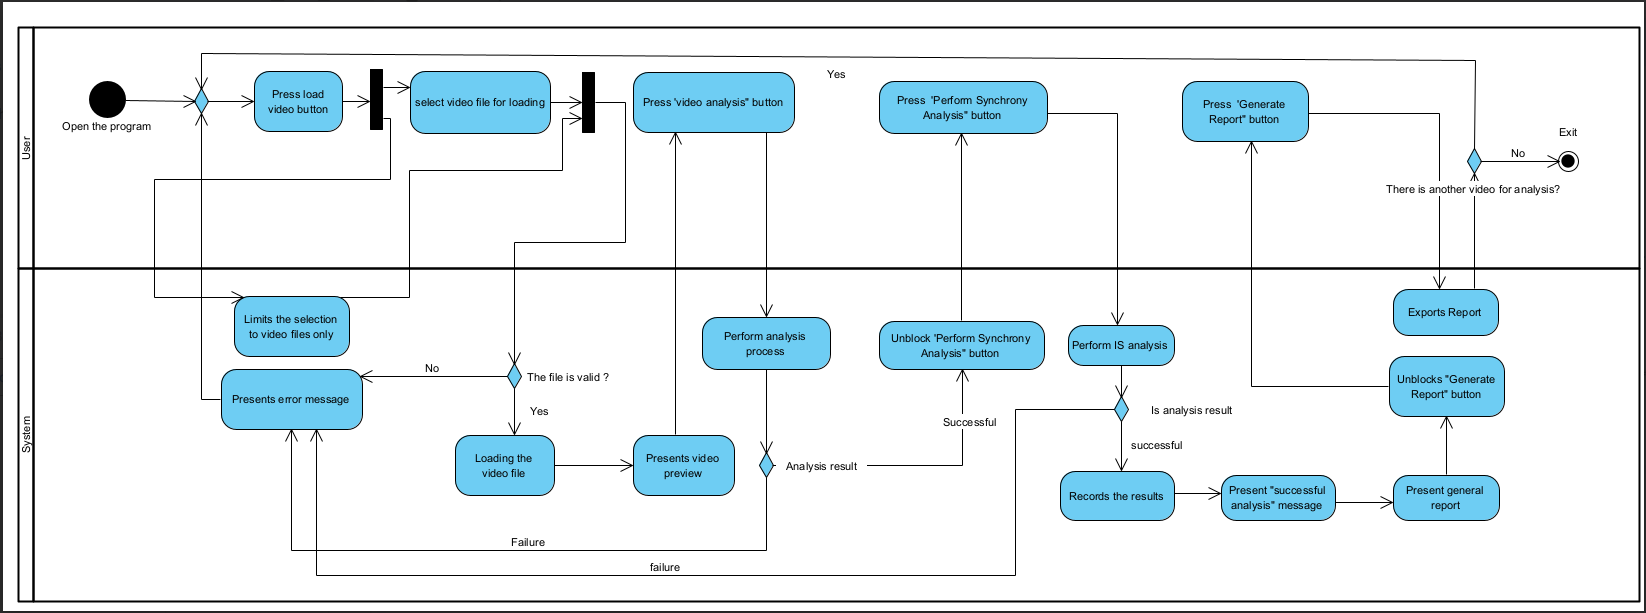 User
Open the program
Press load
video button
select video file for loading
Press 'video analysis" button
Yes
Press 'Perform Synchrony
Analysis" button
Press 'Generate
Report" button
Exit
No
There is another video for analysis?
System
Limits the selection
to video files only
Presents error message
No
The file is valid ?
Yes
Loading the
video file
Presents video
preview
Perform analysis
process
Analysis result
Successful
Unblock 'Perform Synchrony
Analysis" button
Perform IS analysis
Is analysis result
successful
Records the results
Present "successful
analysis" message
Present general
report
Unblocks "Generate
Report" button
Exports Report
Failure
failure